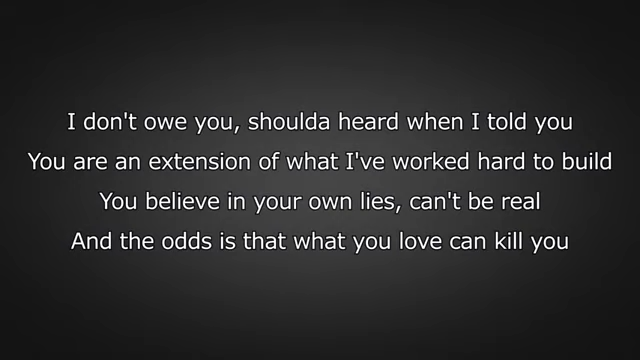 I don't owe you, shoulda heard when I told you
You are an extension of what I've worked hard to build
You believe in your own lies, can't be real
And the odds is that what you love can kill you